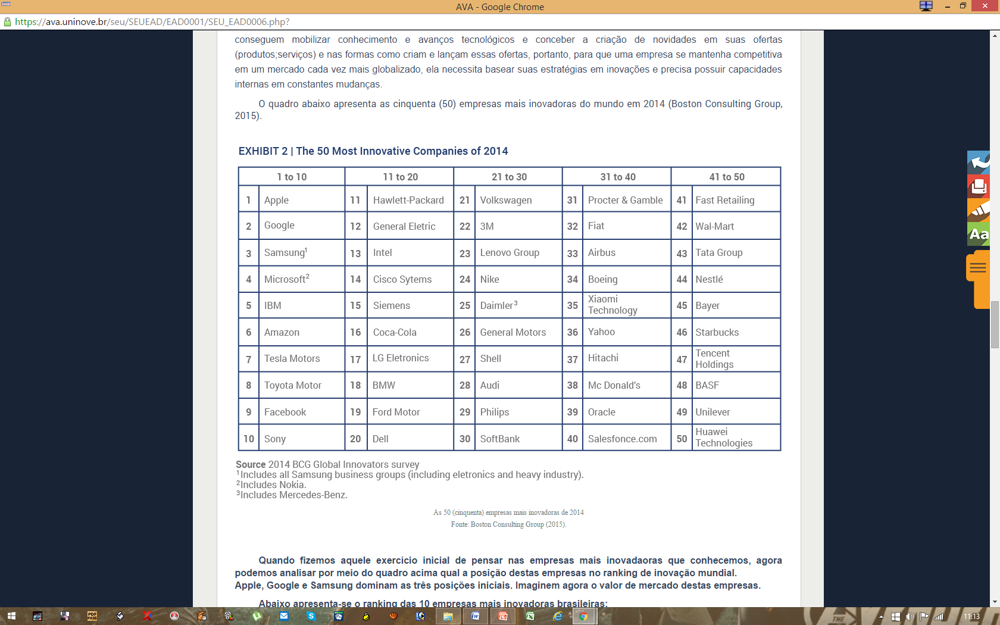 AVA - Google Chrome
https://ava.uninove.br/seu/SEUEAD/EAD0001/SEU_EAD0006.php?
conseguem mobilizar conhecimento e avanços tecnológicos e conceber a criação de novidades em suas ofertas
(produtos;serviços) e nas formas como criam e lançam essas ofertas, portanto, para que uma empresa se mantenha competitiva
em um mercado cada vez mais globalizado, ela necessita basear suas estratégias em inovações e precisa possuir capacidades
internas em constantes mudanças.
O quadro abaixo apresenta as cinquenta (50) empresas mais inovadoras do mundo em 2014 (Boston Consulting Group,
2015).
EXHIBIT 2 | The 50 Most Innovative Companies of 2014
1 to 10 11 to 20 21 to 30 31 to 40 41 to 50
1 Apple 11 Hawlett-Packard 21 Volkswagen 31 Procter & Gamble 41 Fast Retailing
2 Google 12 General Eletric 22 3M 32 Fiat 42 Wal-Mart
3 Samsung¹ 13 Intel 23 Lenovo Group 33 Airbus 43 Tata Group
4 Microsoft² 14 Cisco Sytems 24 Nike 34 Boeing 44 Nestlé
5 IBM 15 Siemens 25 Daimler³ 35 Xiaomi Technology 45 Bayer
6 Amazon 16 Coca-Cola 26 General Motors 36 Yahoo 46 Starbucks
7 Tesla Motors 17 LG Eletronics 27 Shell 37 Hitachi 47 Tencent Holdings
8 Toyota Motor 18 BMW 28 Audi 38 Mc Donald's 48 BASF
9 Facebook 19 Ford Motor 29 Philips 39 Oracle 49 Unilever
10 Sony 20 Dell 30 SoftBank 40 Salesfonce.com 50 Huawei Technologies
Source 2014 BCG Global Innovators survey
¹Includes all Samsung business groups (including eletronics and heavy industry).
²Includes Nokia.
³Includes Mercedes-Benz.
As 50 (cinquenta) empresas mais inovadoras de 2014
Fonte: Boston Consulting Group (2015).
Quando fizemos aquele exercício inicial de pensar nas empresas mais inovadaoras que conhecemos, agora
podemos analisar por meio do quadro acima qual a posição destas empresas no ranking de inovação mundial.
Apple, Google e Samsung dominam as três posições iniciais. Imaginem agora o valor de mercado destas empresas.
Abaixo apresenta-se o ranking das 10 empresas mais inovadoras brasileiras:
Aa
PDF PASS
THE
11:13